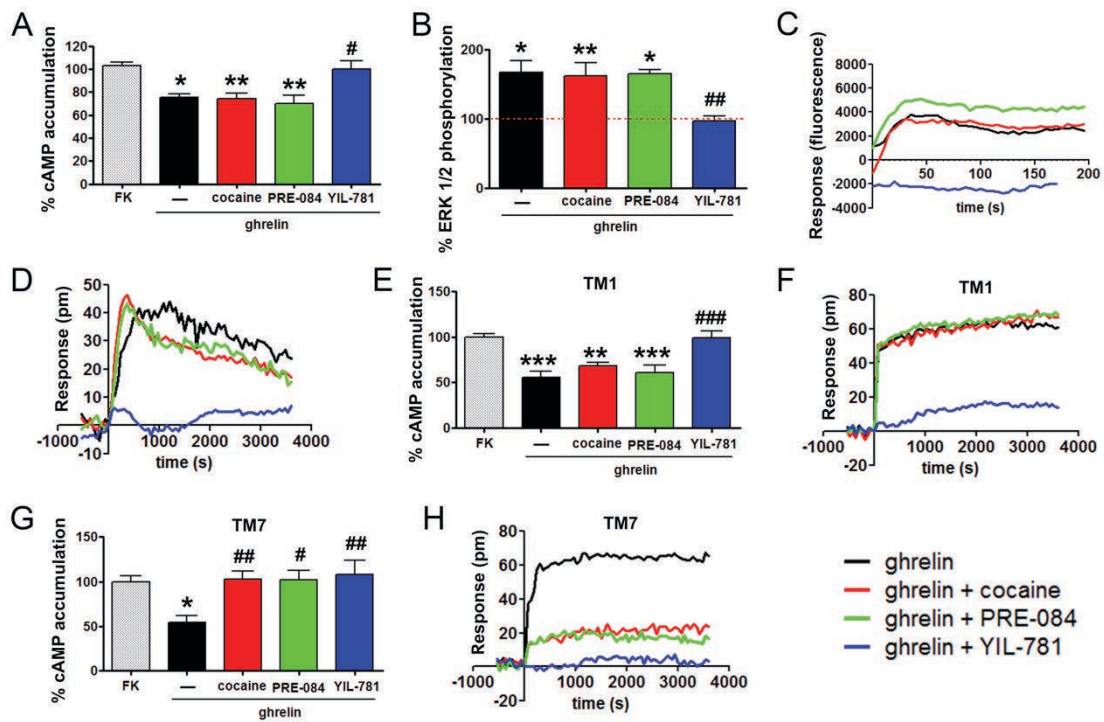 A
% cAMP accumulation
120
100
80
60
40
20
0
*
**
**
#
FK
—
cocaine
PRE-084
YIL-781
ghrelin
B
% ERK 1/2 phosphorylation
200
100
0
*
**
*
##
—
cocaine
PRE-084
YIL-781
ghrelin
C
Response (fluorescence)
8000
6000
4000
2000
0
-2000
-4000
50
100
150
200
time (s)
D
Response (pm)
50
40
30
20
10
-10
-1000
0
1000
2000
3000
4000
time (s)
E
TM1
% cAMP accumulation
100
50
0
***
**
***
###
FK
—
cocaine
PRE-084
YIL-781
ghrelin
F
TM1
Response (pm)
80
60
40
20
-20
-1000
0
1000
2000
3000
4000
time (s)
G
TM7
% cAMP accumulation
150
100
50
0
*
##
#
##
FK
—
cocaine
PRE-084
YIL-781
ghrelin
H
TM7
Response (pm)
80
60
40
20
-20
-1000
0
1000
2000
3000
4000
time (s)
ghrelin
ghrelin + cocaine
ghrelin + PRE-084
ghrelin + YIL-781